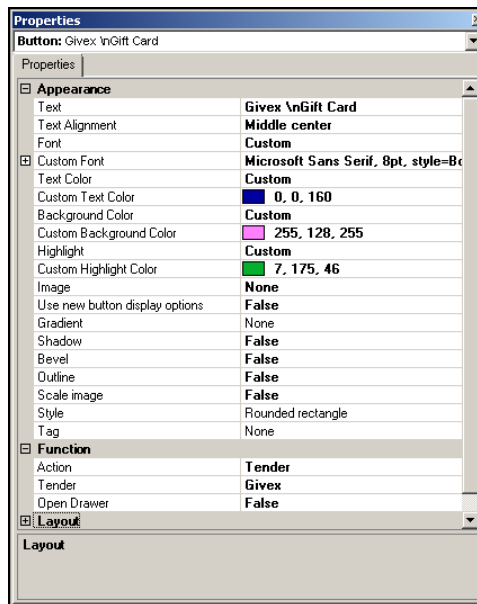 Properties
Button: Givex \nGift Card
Properties
Appearance
Text Givex \nGift Card
Text Alignment Middle center
Font Custom
Custom Font Microsoft Sans Serif, 8pt, style=Bo
Text Color Custom
Custom Text Color 0, 0, 160
Background Color Custom
Custom Background Color 255, 128, 255
Highlight Custom
Custom Highlight Color 7, 175, 46
Image None
Use new button display options False
Gradient None
Shadow False
Bevel False
Outline False
Scale image False
Style Rounded rectangle
Tag None
Function
Action Tender
Tender Givex
Open Drawer False
Layout
Layout